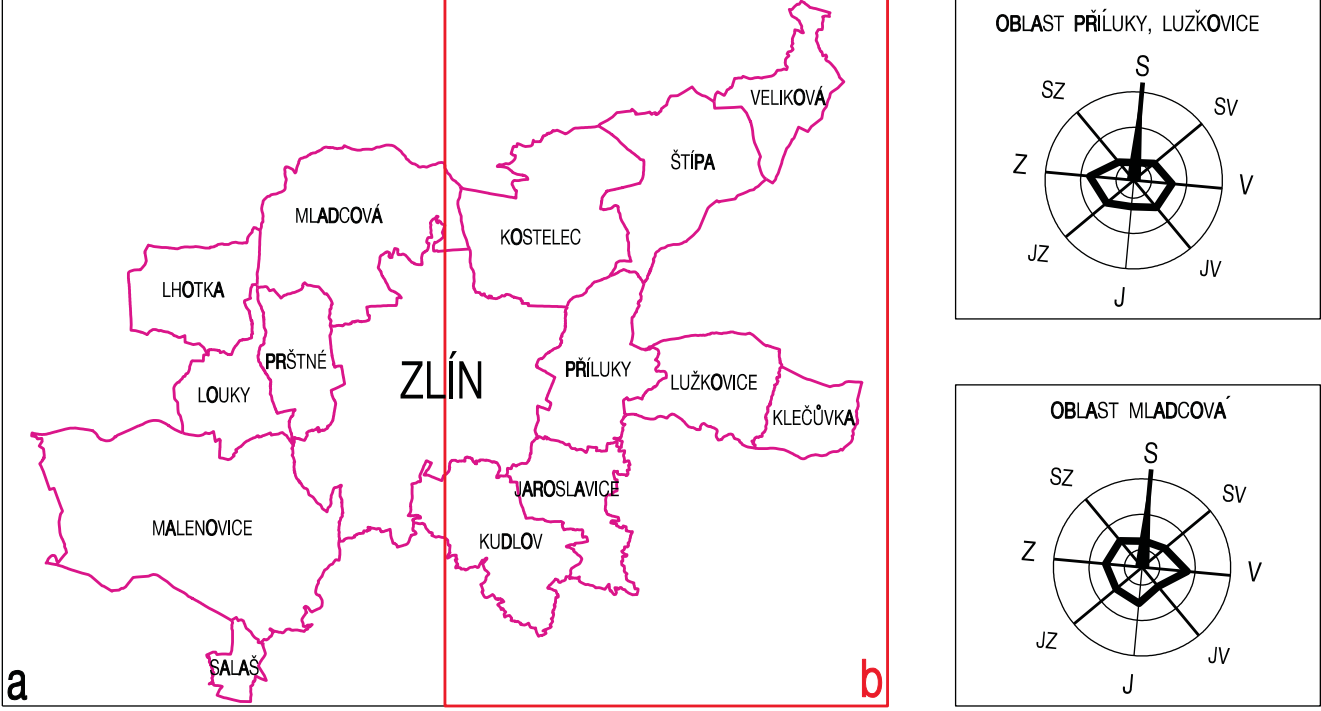 VELIKOVÁ
ŠTÍPA
MLADCOVÁ
KOSTELEC
LHOTKA
PRŠTNÉ
PŘÍLUKY
ZLÍN
LOUKY
LUŽKOVICE
KLEČŮVKA
JAROSLAVICE
MALENOVICE
KUDLOV
SALAŠ
a
b
OBLAST PŘÍLUKY, LUŽKOVICE
S
SZ
SV
Z
V
JZ
JV
J
OBLAST MLADCOVÁ
S
SZ
SV
Z
V
JZ
JV
J